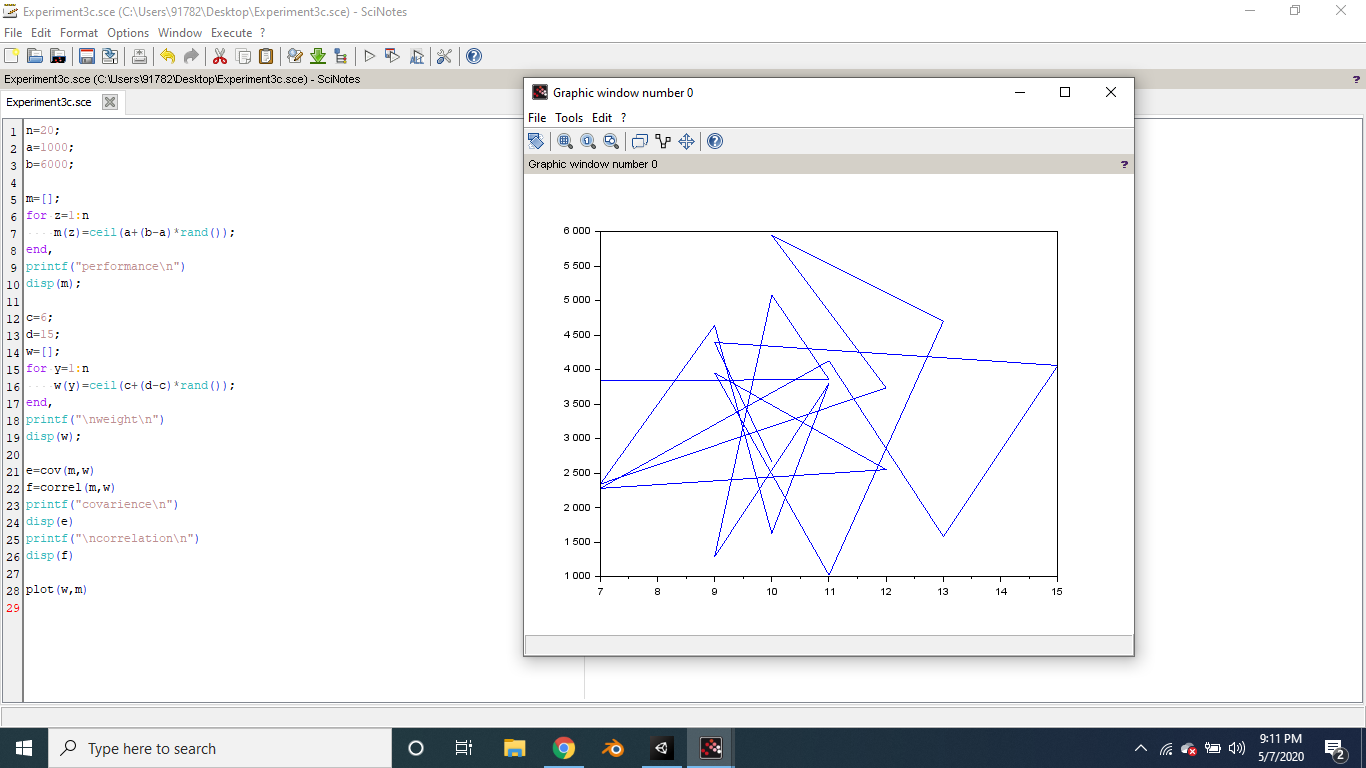 Experiment3c.sce (C:\Users\91782\Desktop\Experiment3c.sce) - SciNotes
File Edit Format Options Window Execute ?
Experiment3c.sce (C:\Users\91782\Desktop\Experiment3c.sce) - SciNotes ?
Experiment3c.sce
1 n=20;
2 a=1000;
3 b=6000;
4
5 m=[];
6 for z=1:n
7 m(z)=ceil(a+(b-a)*rand());
8 end,
9 printf("performance\n")
10 disp(m);
11
12 c=6;
13 d=15;
14 w=[];
15 for y=1:n
16 w(y)=ceil(c+(d-c)*rand());
17 end,
18 printf("\nweight\n")
19 disp(w);
20
21 e=cov(m,w)
22 f=correl(m,w)
23 printf("covarience\n")
24 disp(e)
25 printf("\ncorrelation\n")
26 disp(f)
27
28 plot(w,m)
29
Graphic window number 0
File Tools Edit ?
Graphic window number 0 ?
6 000
5 500
5 000
4 500
4 000
3 500
3 000
2 500
2 000
1 500
1 000
7 8 9 10 11 12 13 14 15
Type here to search
9:11 PM
5/7/2020
2